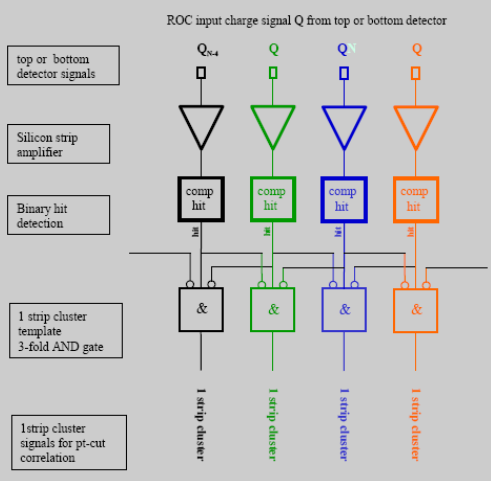 ROC input charge signal Q from top or bottom detector
top or bottom
detector signals
QN-4 Q QN Q
Silicon strip
amplifier
Binary hit
detection
comp hit
comp hit
comp hit
comp hit
hit hit hit hit
1 strip cluster
template
3-fold AND gate
& & & &
1strip cluster
signals for pt-cut
correlation
1 strip cluster
1 strip cluster
1 strip cluster
1 strip cluster